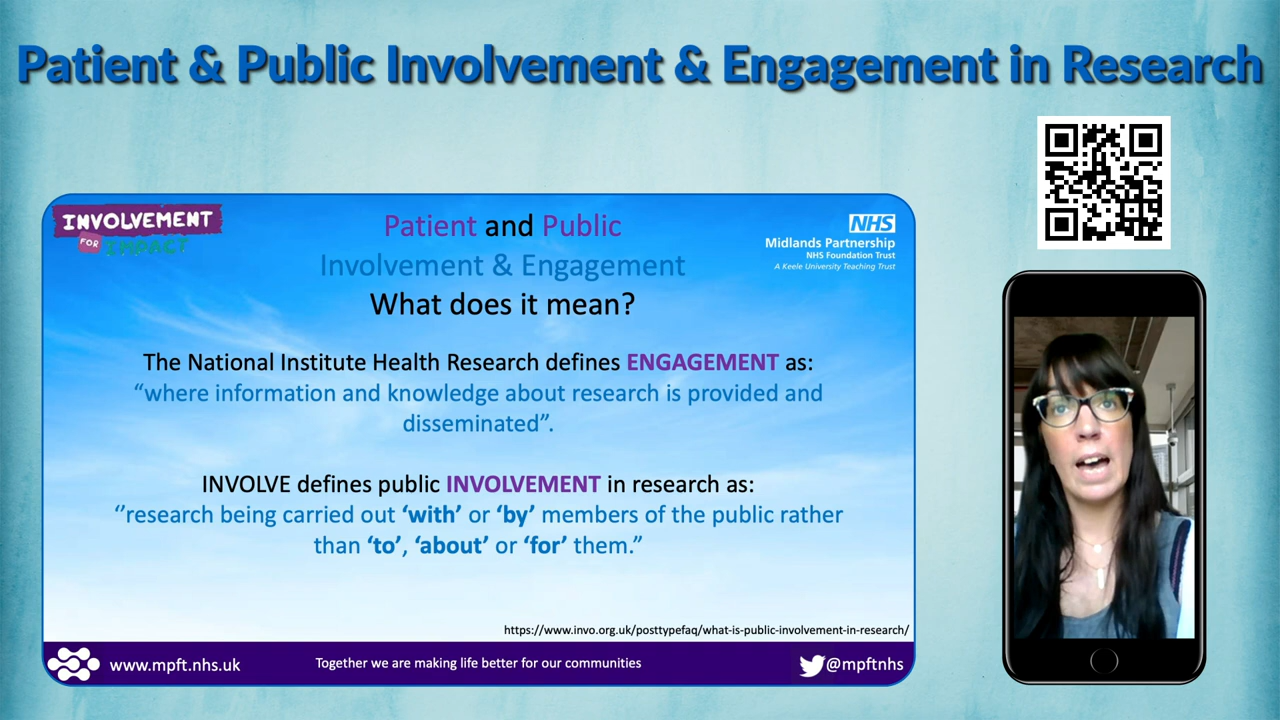 Patient & Public Involvement & Engagement in Research
INVOLVEMENT
FOR IMPACT
Patient and Public
Involvement & Engagement
What does it mean?
NHS
Midlands Partnership
NHS Foundation Trust
A Keele University Teaching Trust
The National Institute Health Research defines ENGAGEMENT as:
“where information and knowledge about research is provided and
disseminated”.
INVOLVE defines public INVOLVEMENT in research as:
‘’research being carried out ‘with’ or ‘by’ members of the public rather
than ‘to’, ‘about’ or ‘for’ them.”
https://www.invo.org.uk/posttypefaq/what-is-public-involvement-in-research/
www.mpft.nhs.uk
Together we are making life better for our communities
@mpftnhs